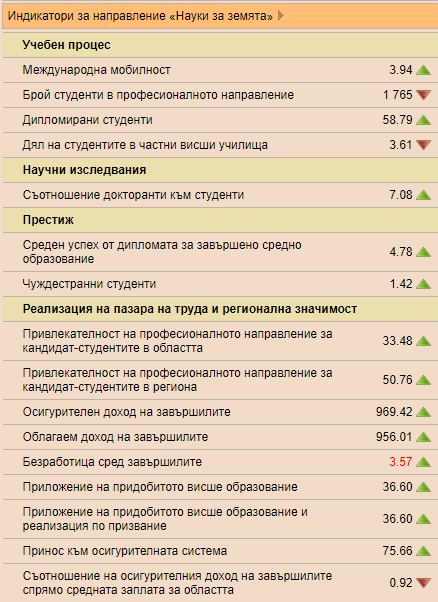 Индикатори за направление «Науки за земята»
Учебен процес
Международна мобилност 3.94
Брой студенти в професионалното направление 1 765
Дипломирани студенти 58.79
Дял на студентите в частни висши училища 3.61
Научни изследвания
Съотношение докторанти към студенти 7.08
Престиж
Среден успех от дипломата за завършено средно
образование 4.78
Чуждестранни студенти 1.42
Реализация на пазара на труда и регионална значимост
Привлекателност на професионалното направление за
кандидат-студентите в областта 33.48
Привлекателност на професионалното направление за
кандидат-студентите в региона 50.76
Осигурителен доход на завършилите 969.42
Облагаем доход на завършилите 956.01
Безработица сред завършилите 3.57
Приложение на придобитото висше образование 36.60
Приложение на придобитото висше образование и
реализация по призвание 36.60
Принос към осигурителната система 75.66
Съотношение на осигурителния доход на завършилите
спрямо средната заплата за областта 0.92